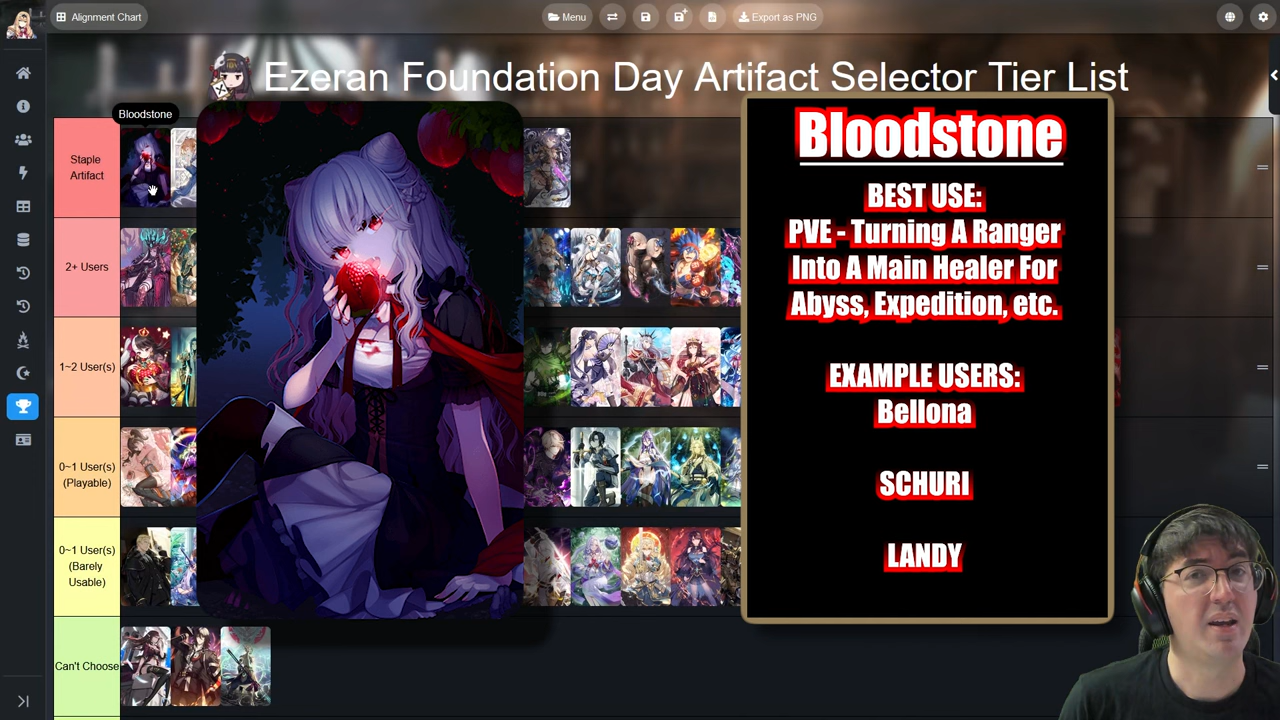 Alignment Chart
Menu
Export as PNG
Ezeran Foundation Day Artifact Selector Tier List
Bloodstone
Staple
Artifact
2+ Users
1~2 User(s)
0~1 User(s)
(Playable)
0~1 User(s)
(Barely
Usable)
Can't Choose
Bloodstone
BEST USE:
PVE - Turning A Ranger
Into A Main Healer For
Abyss, Expedition, etc.
EXAMPLE USERS:
Bellona
SCHURI
LANDY